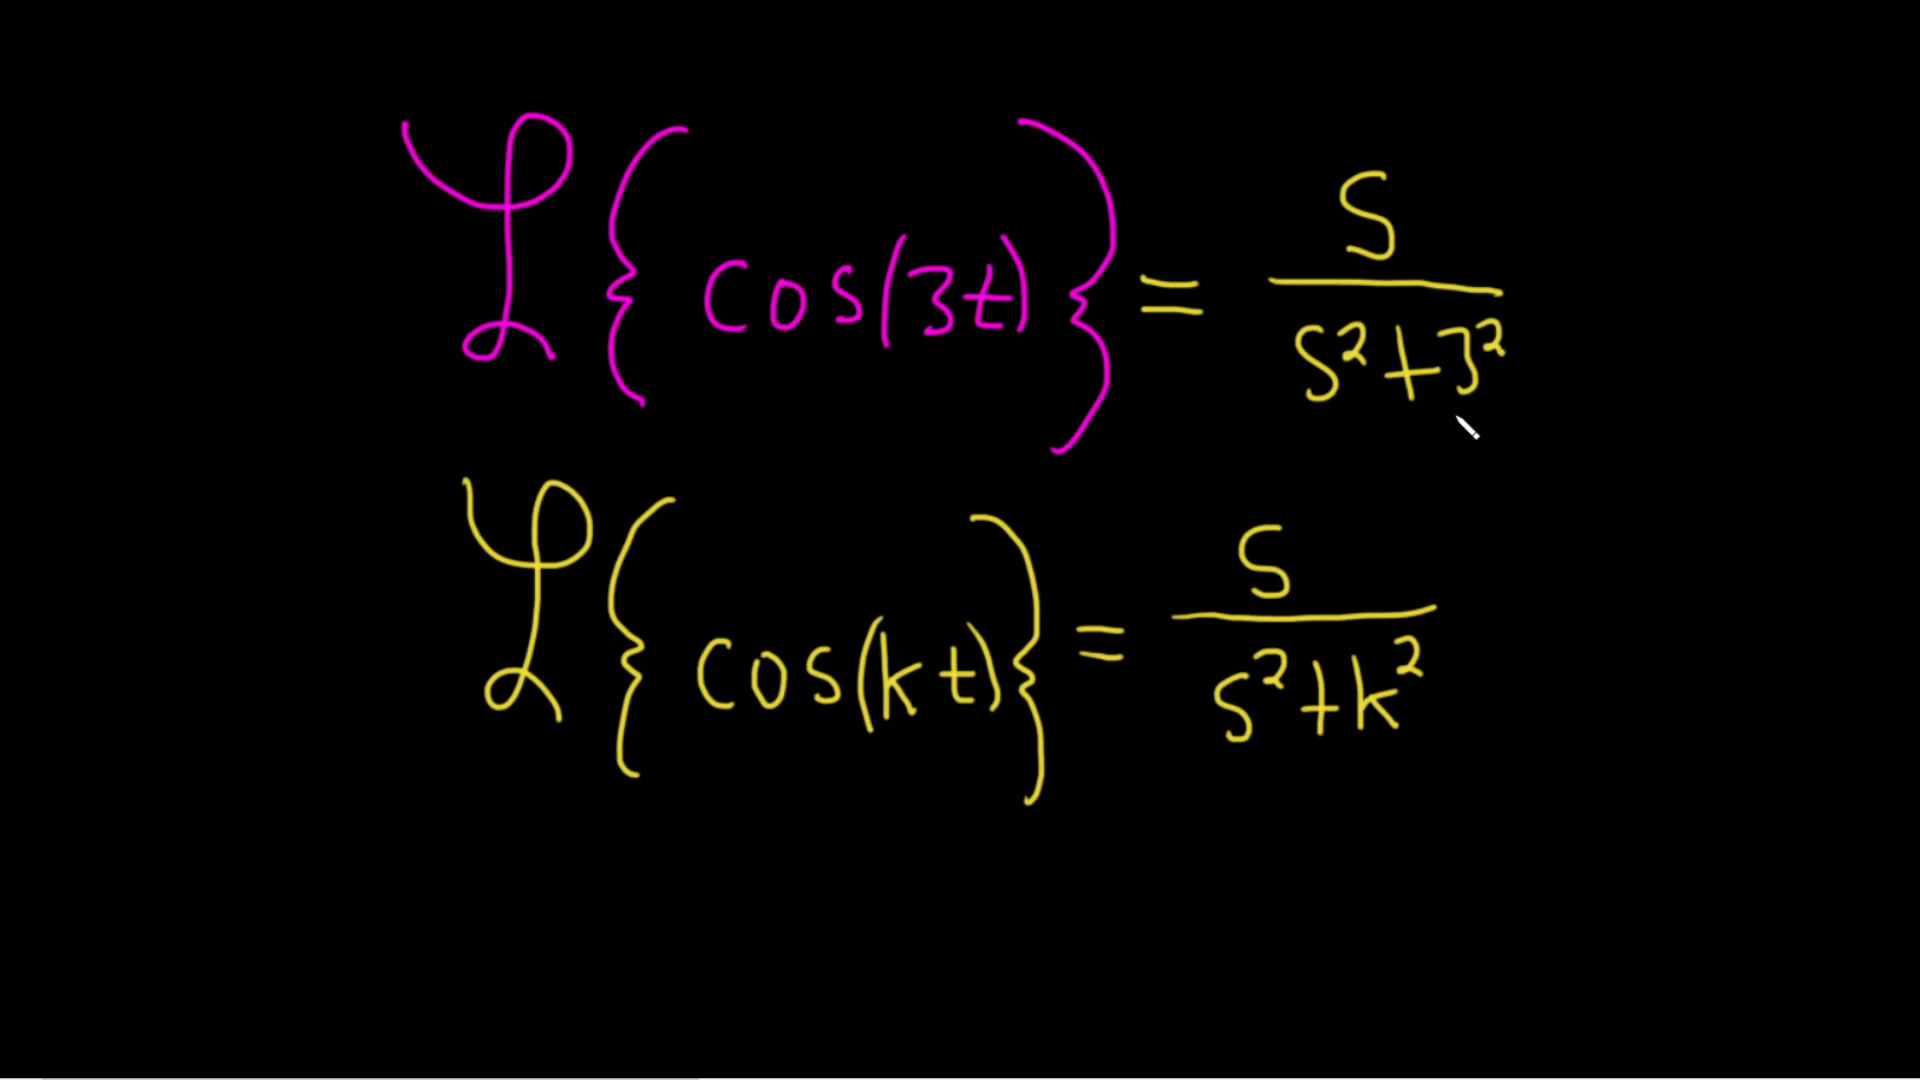 ℒ{cos(3t)} = s/(s²+3²)
ℒ{cos(kt)} = s/(s²+k²)